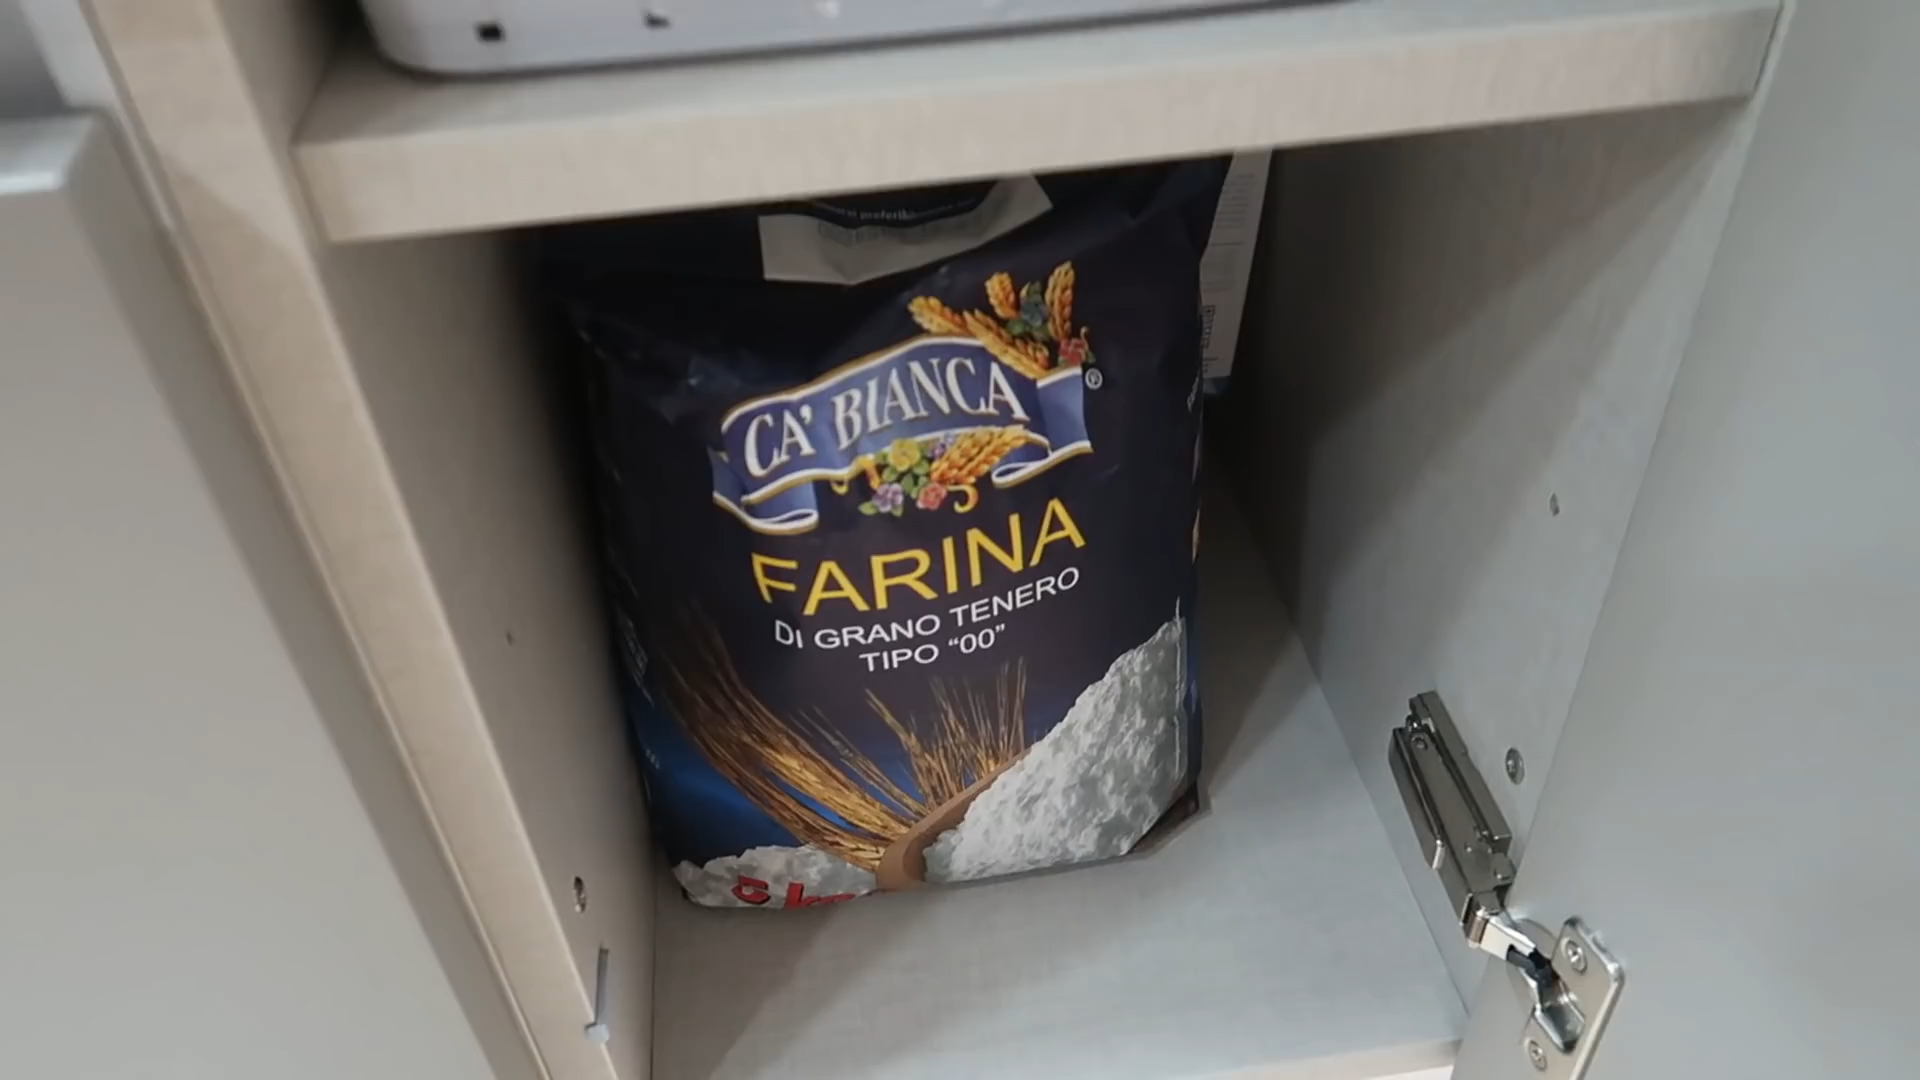 CA' BIANCA ®
FARINA
DI GRANO TENERO
TIPO “00”